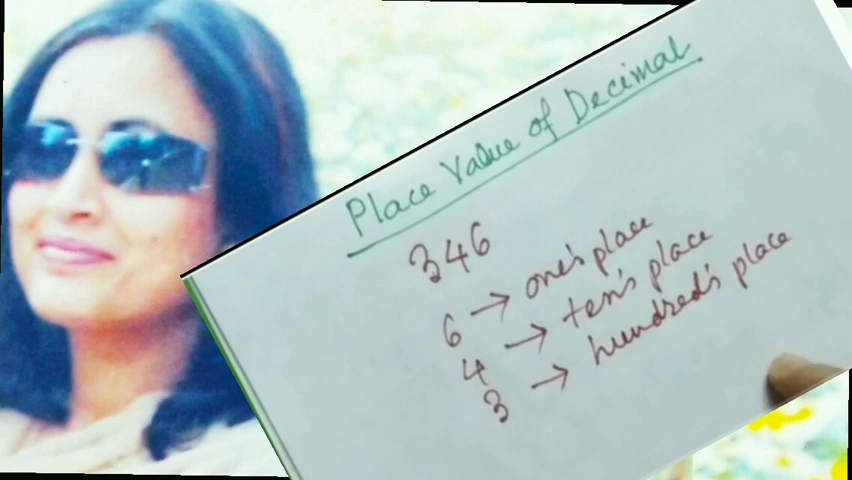 Place Value of Decimal
346
6 → one's place
4 → ten's place
3 → hundred's place